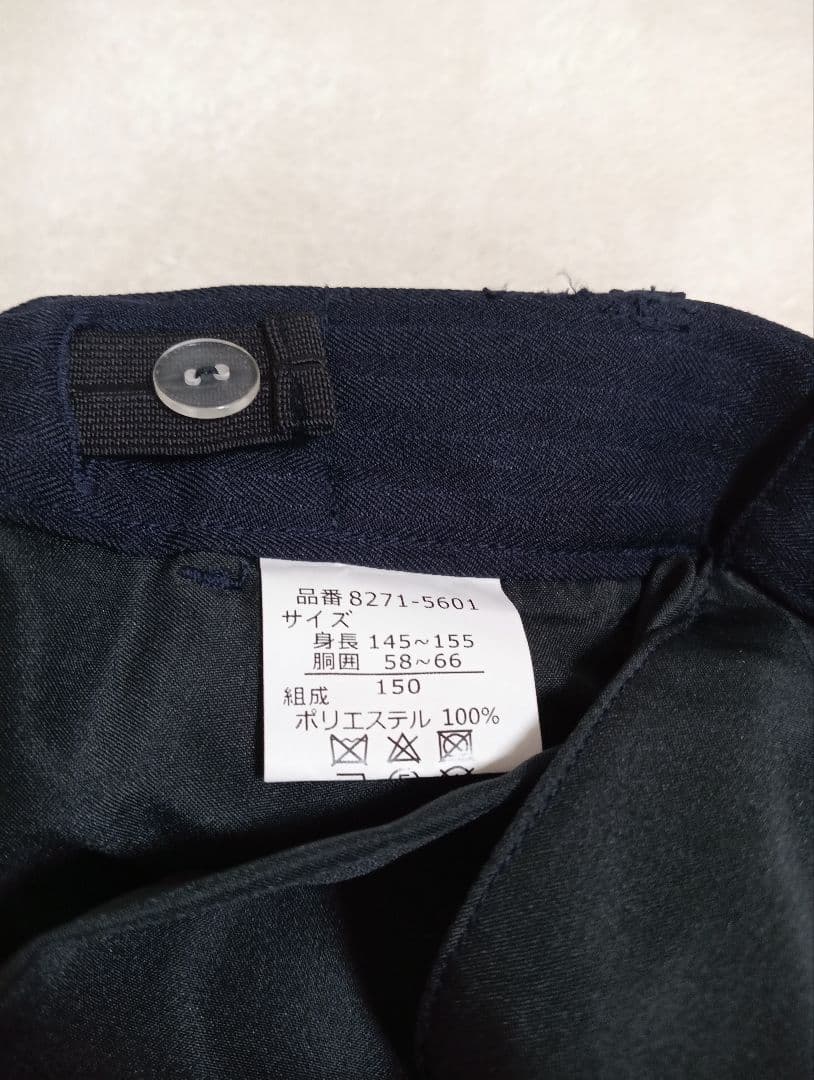 品番 8271-5601
サイズ
身長 145~155
胴囲 58~66
150
組成
ポリエステル 100%